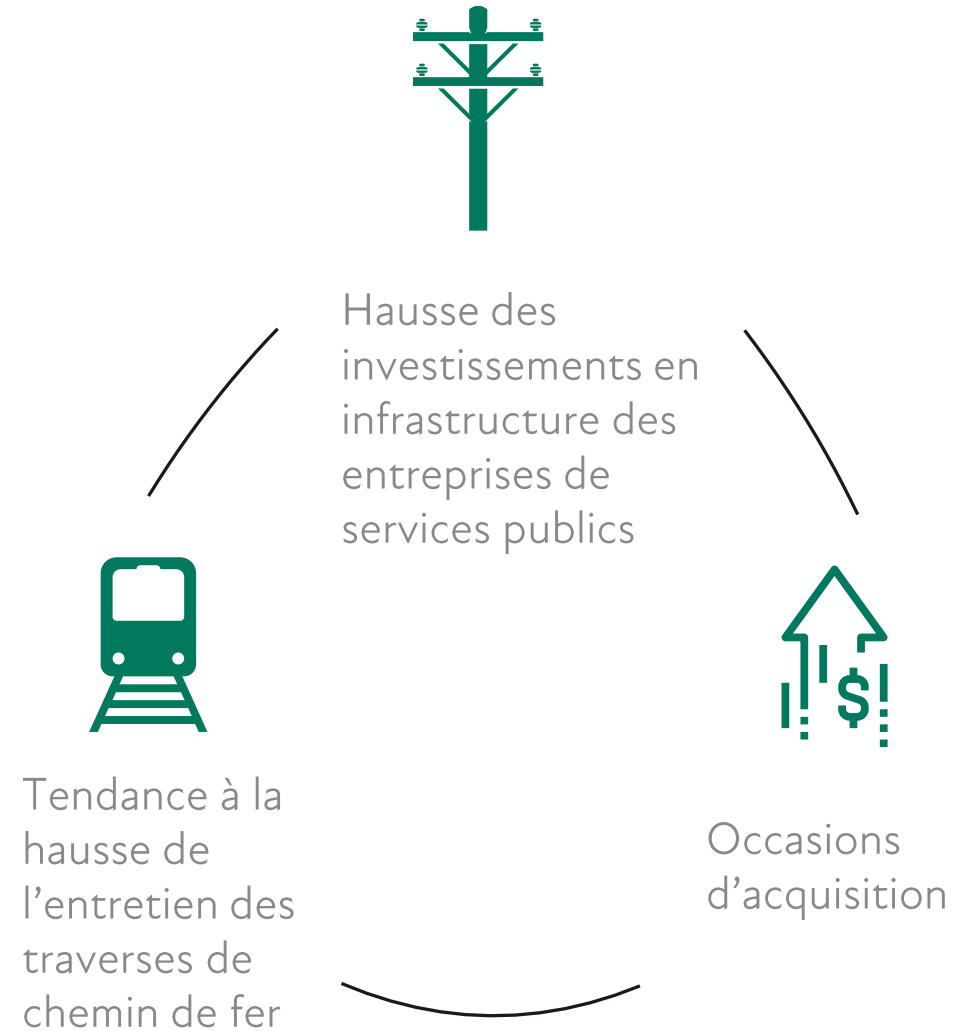 Hausse des
investissements en
infrastructure des
entreprises de
services publics
$
Tendance à la
hausse de
l’entretien des
traverses de
chemin de fer
Occasions
d’acquisition